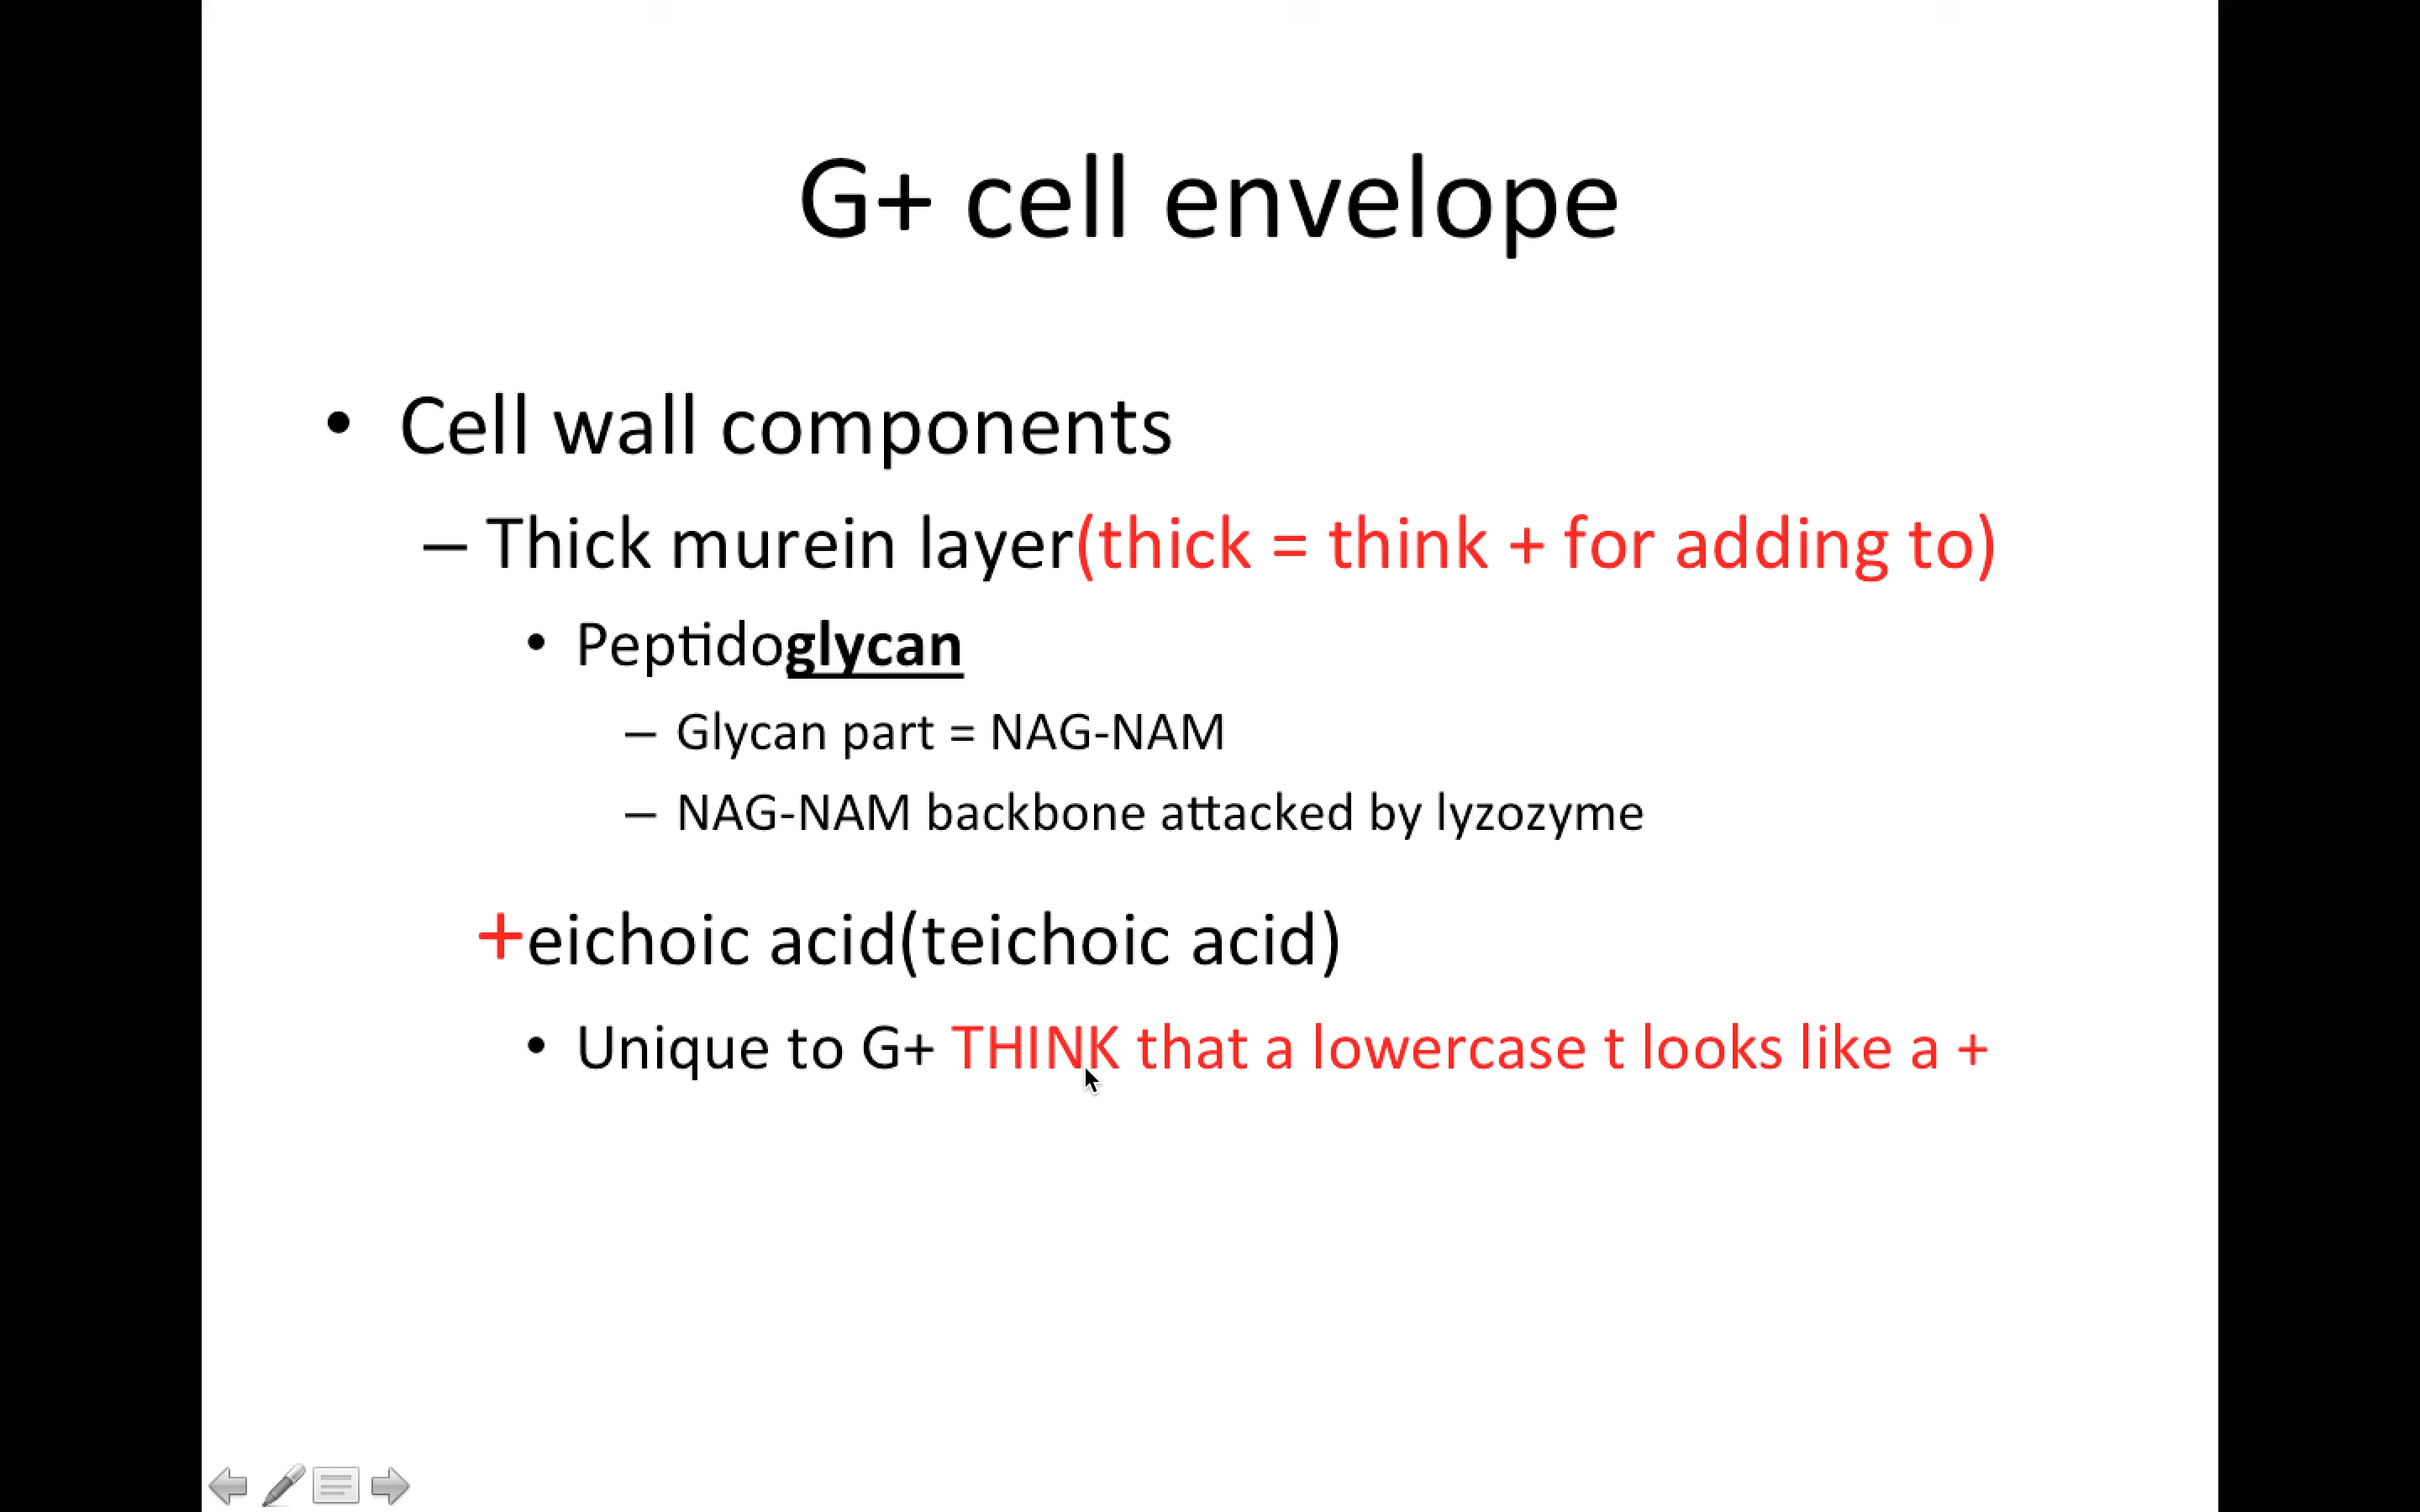 G+ cell envelope
• Cell wall components
– Thick murein layer(thick = think + for adding to)
• Peptidoglycan
– Glycan part = NAG-NAM
– NAG-NAM backbone attacked by lyzozyme
+eichoic acid(teichoic acid)
• Unique to G+ THINK that a lowercase t looks like a +